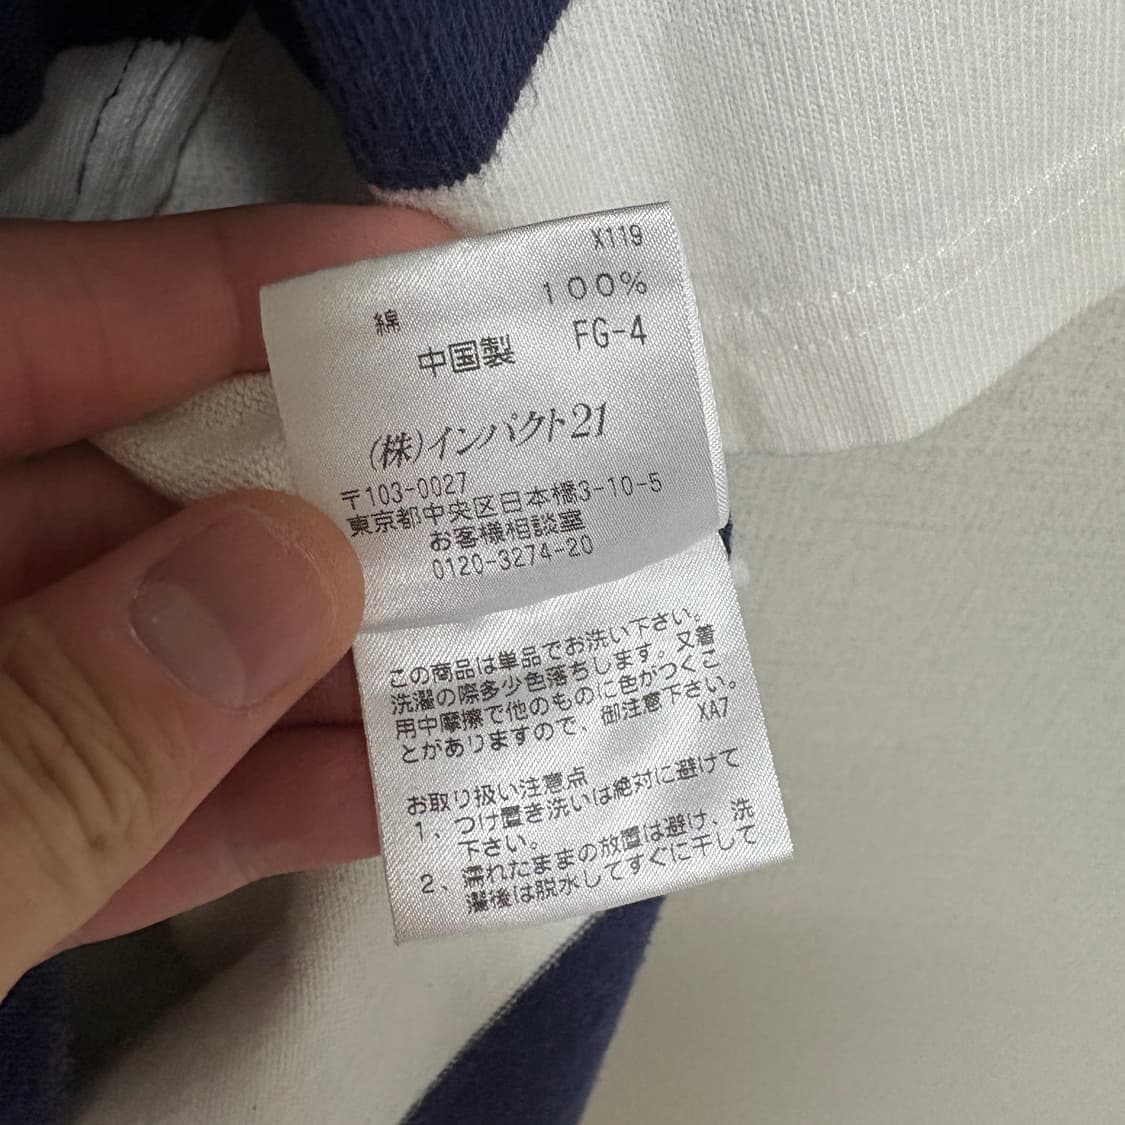 X119
綿 100%
中国製 FG-4
(株)インパクト21
〒103-0027
東京都中央区日本橋3-10-5
お客様相談室
0120-3274-20
この商品は単品でお洗い下さい。
洗濯の際多少色落ちします。又着
用中摩擦で他のものに色がつくこ
とがありますので、御注意下さい。
XA7
お取り扱い注意点
1、つけ置き洗いは絶対に避けて
下さい。
2、濡れたままの放置は避け、洗
濯後は脱水してすぐに干して